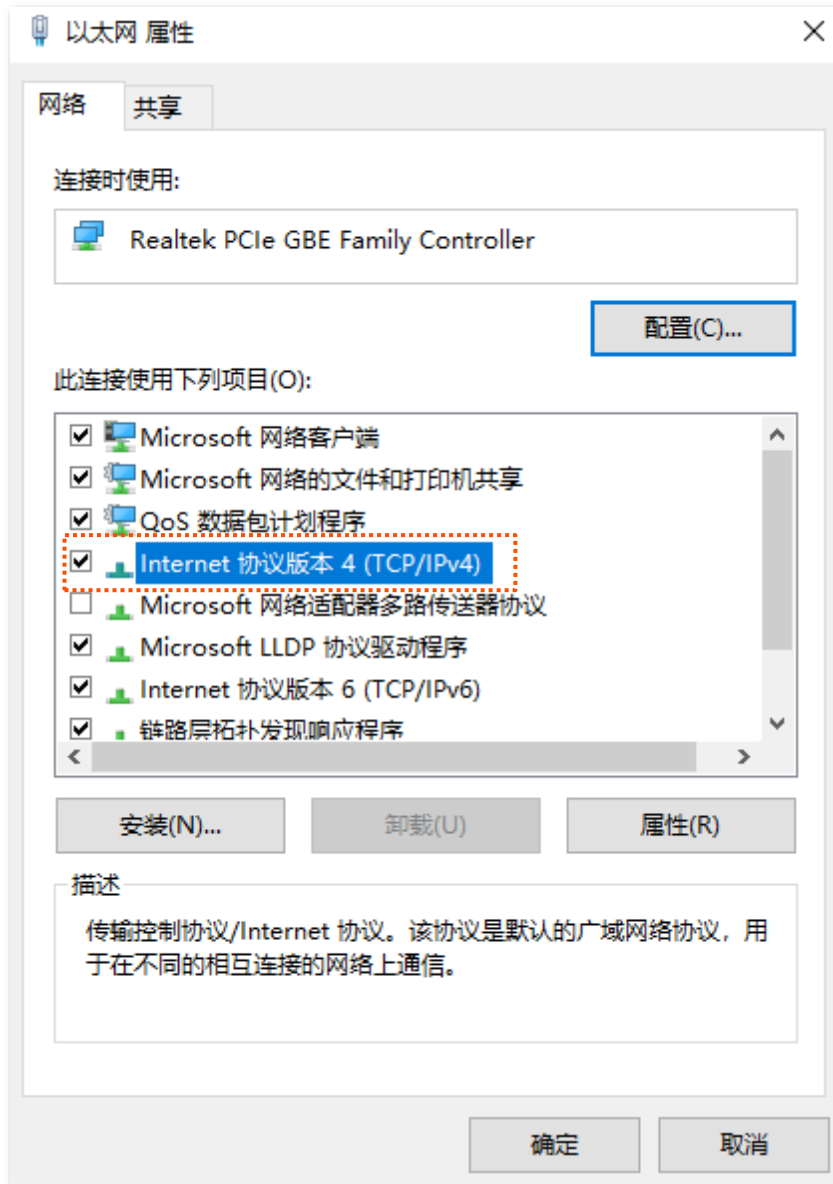 以太网 属性
网络
共享
连接时使用:
Realtek PCIe GBE Family Controller
配置(C)...
此连接使用下列项目(O):
Microsoft 网络客户端
Microsoft 网络的文件和打印机共享
QoS 数据包计划程序
Internet 协议版本 4 (TCP/IPv4)
Microsoft 网络适配器多路传送器协议
Microsoft LLDP 协议驱动程序
Internet 协议版本 6 (TCP/IPv6)
链路层拓扑发现响应程序
安装(N)...
卸载(U)
属性(R)
描述
传输控制协议/Internet 协议。该协议是默认的广域网络协议，用
于在不同的相互连接的网络上通信。
确定
取消